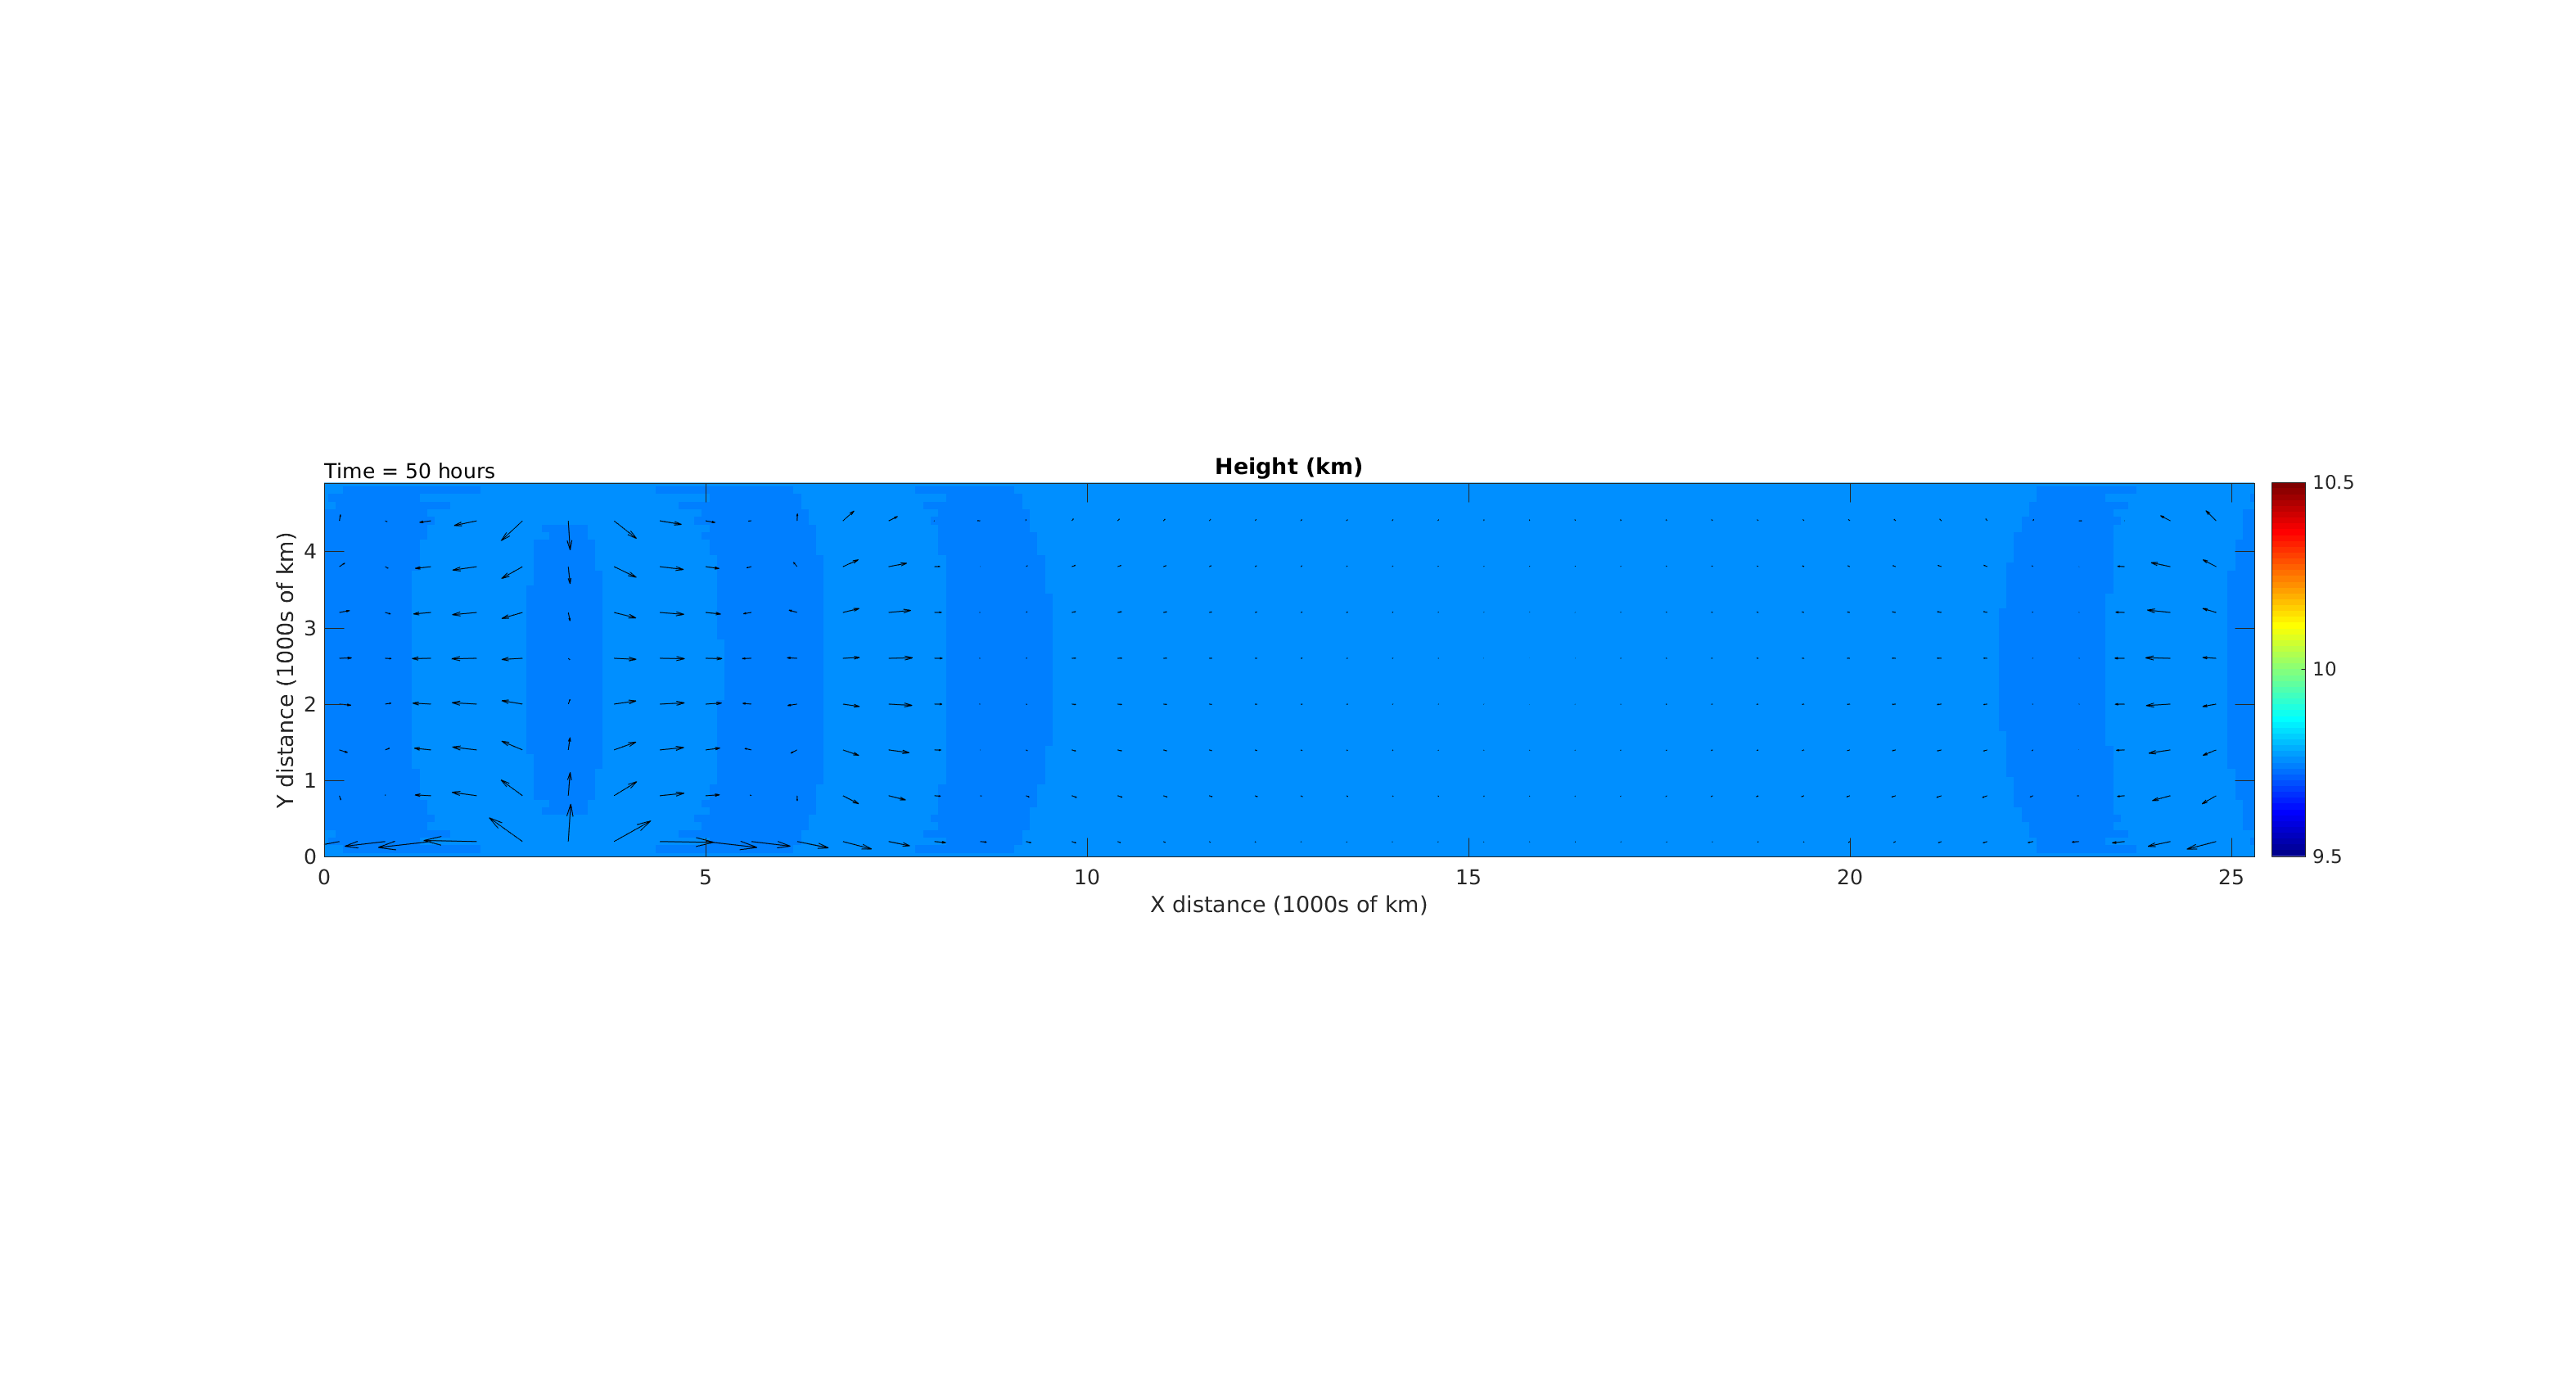 Time = 50 hours
Height (km)
10.5
10
9.5
Y distance (1000s of km)
4
3
2
1
0
0 5 10 15 20 25
X distance (1000s of km)